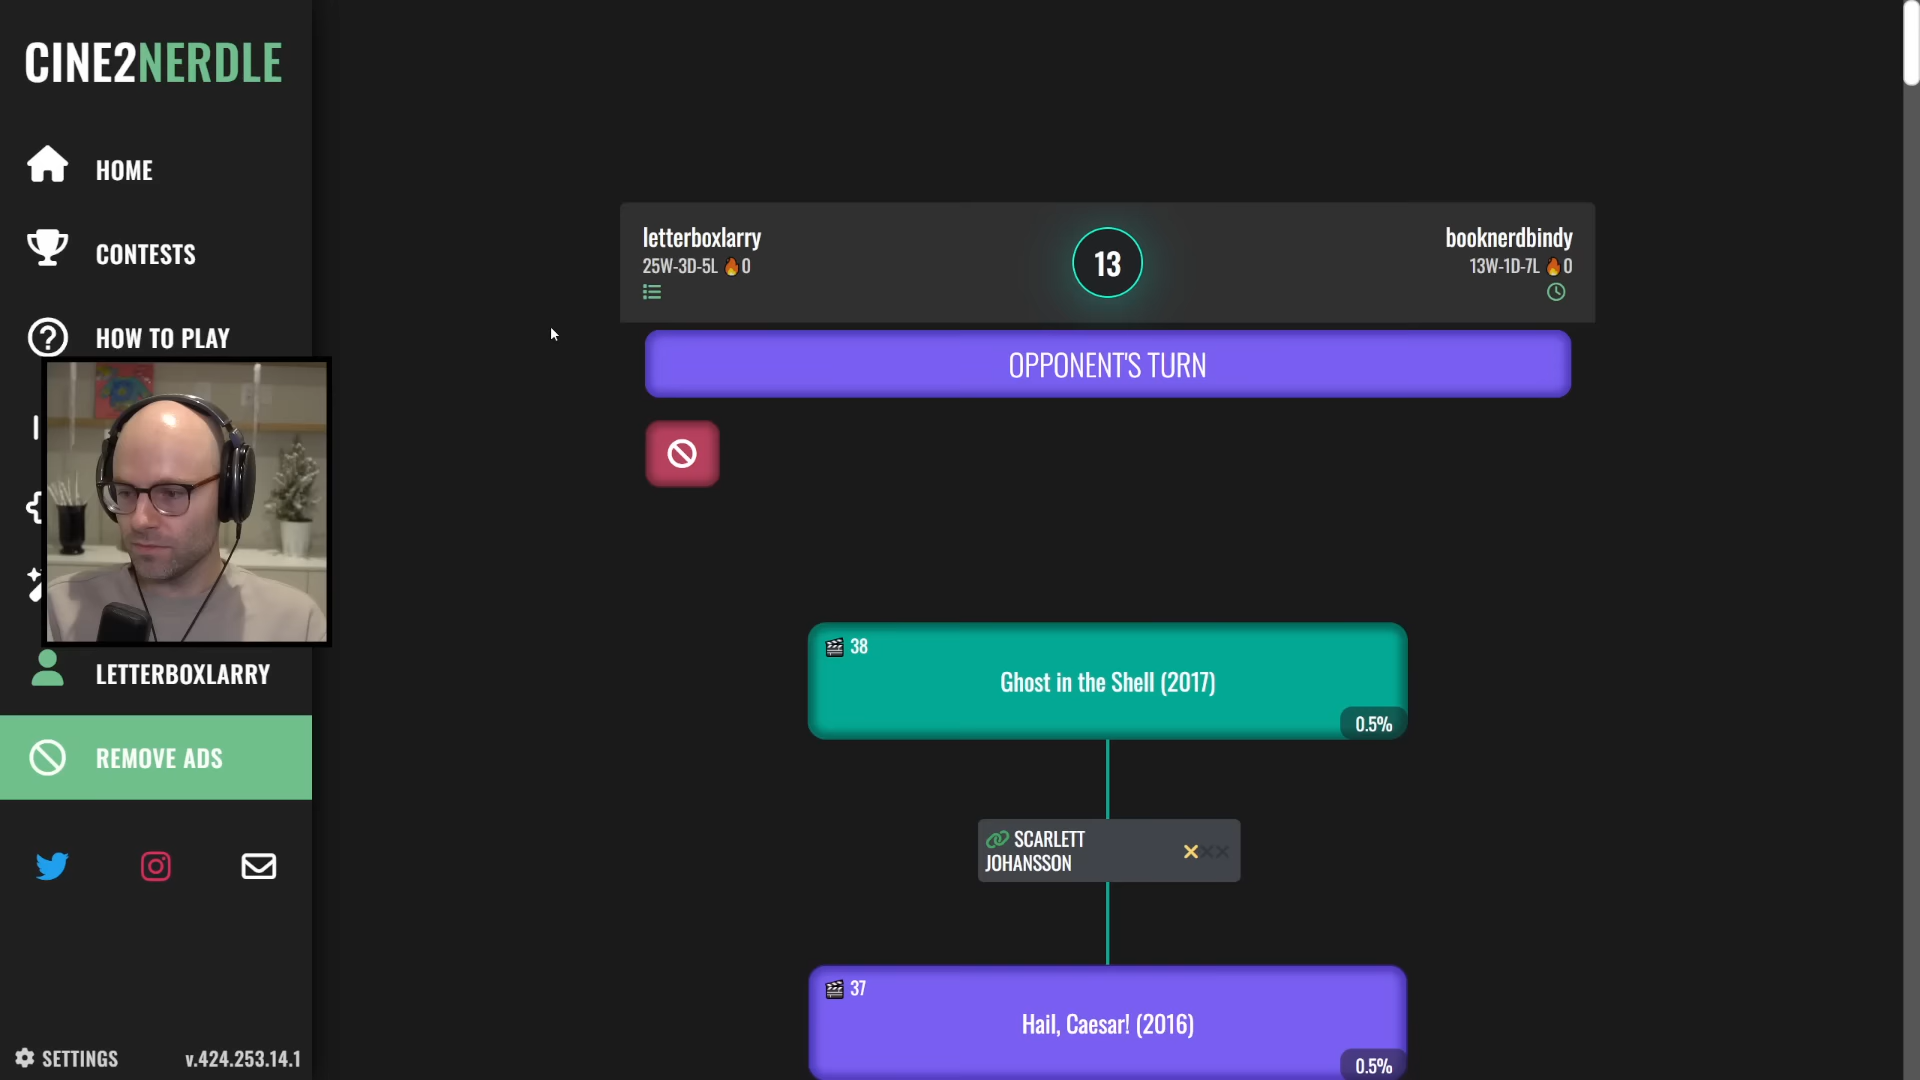 CINE2NERDLE
HOME
CONTESTS
HOW TO PLAY
LETTERBOXLARRY
REMOVE ADS
SETTINGS
v.424.253.14.1
letterboxlarry
25W-3D-5L 🔥0
13
booknerdbindy
13W-1D-7L 🔥0
OPPONENT'S TURN
38
Ghost in the Shell (2017)
0.5%
SCARLETT
JOHANSSON
37
Hail, Caesar! (2016)
0.5%